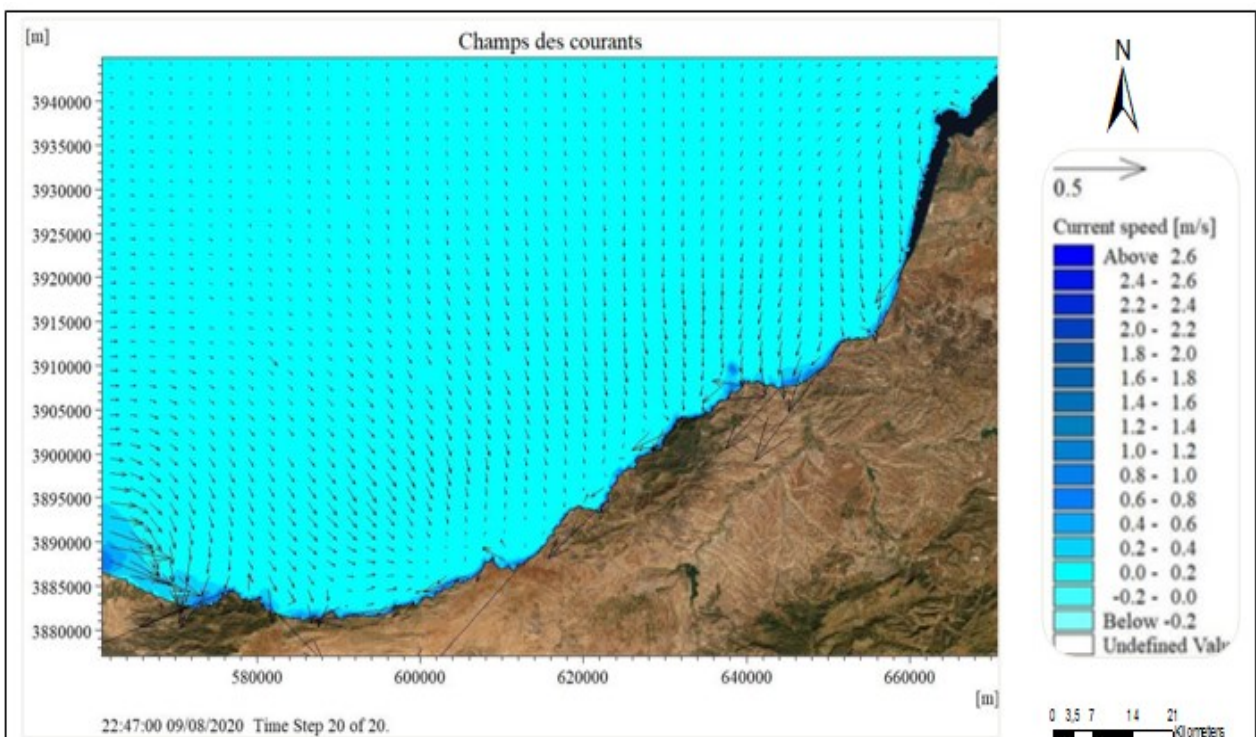 [m]
Champs des courants
N
3940000
3935000
3930000
3925000
3920000
3915000
3910000
3905000
3900000
3895000
3890000
3885000
3880000
580000
600000
620000
640000
660000
[m]
22:47:00 09/08/2020 Time Step 20 of 20.
0.5
Current speed [m/s]
Above 2.6
2.4 - 2.6
2.2 - 2.4
2.0 - 2.2
1.8 - 2.0
1.6 - 1.8
1.4 - 1.6
1.2 - 1.4
1.0 - 1.2
0.8 - 1.0
0.6 - 0.8
0.4 - 0.6
0.2 - 0.4
0.0 - 0.2
-0.2 - 0.0
Below -0.2
Undefined Valu
0 3,5 7 14 21
Kilometers